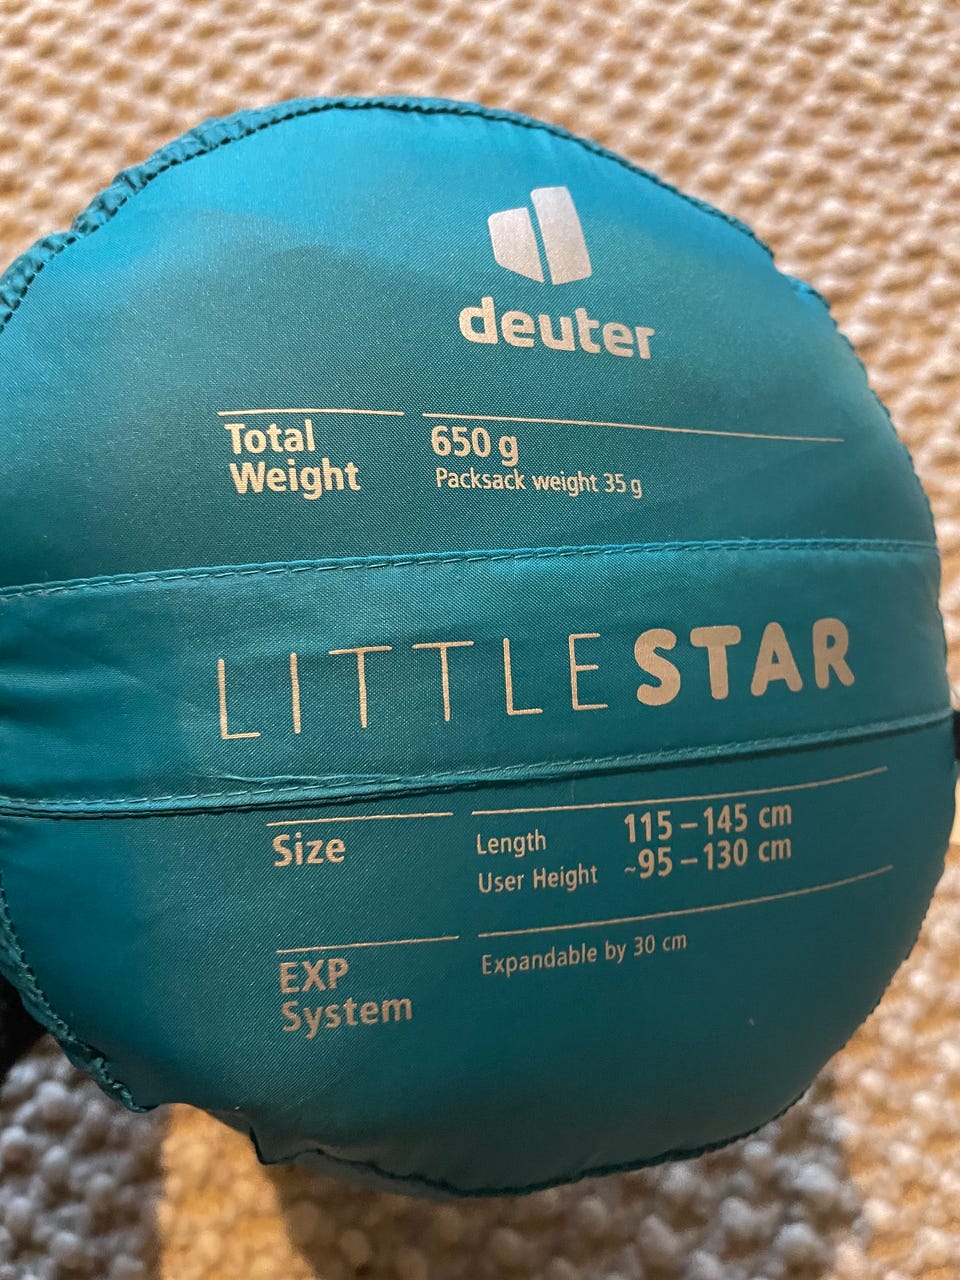 deuter
Total
Weight
650 g
Packsack weight 35 g
LITTLESTAR
Size
Length 115 – 145 cm
User Height ~95 – 130 cm
EXP
System
Expandable by 30 cm